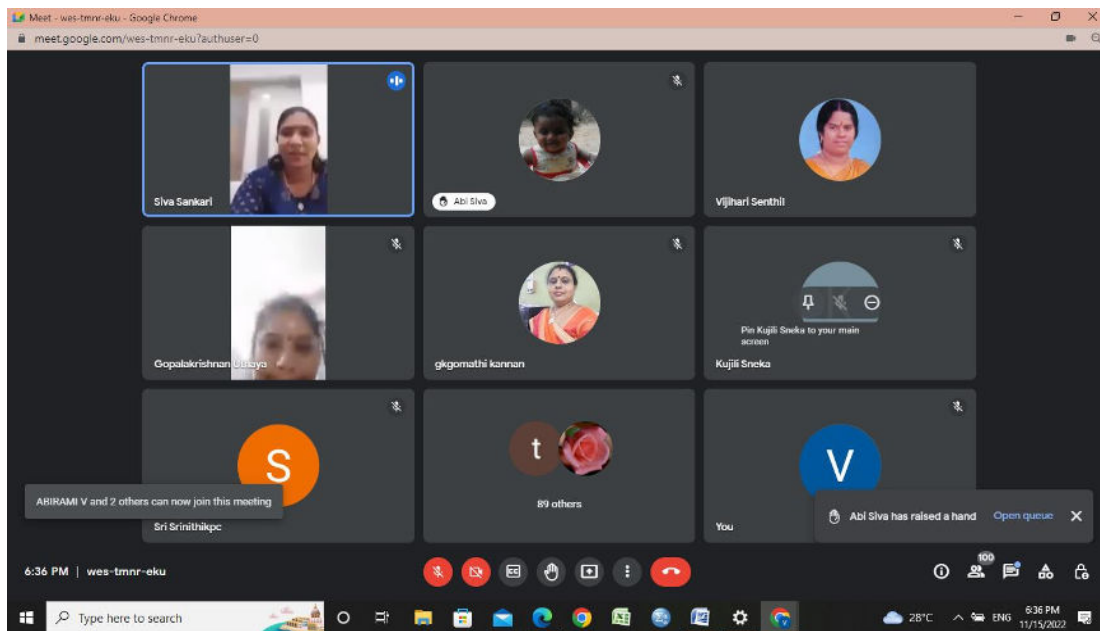 Meet - wes-tmnr-eku - Google Chrome
meet.google.com/wes-tmnr-eku?authuser=0
Siva Sankari
Abi Siva
Vijihari Senthil
Gopalakrishnan
gkgomathi kannan
Pin Kujili Sneka to your main
screen
Kujili Sneka
S
t
V
ABIRAMI V and 2 others can now join this meeting
Sri Srinithikpc
89 others
You
Abi Siva has raised a hand
Open queue
6:36 PM | wes-tmnr-eku
CC
100
Type here to search
28°C
ENG
6:36 PM
11/15/2022